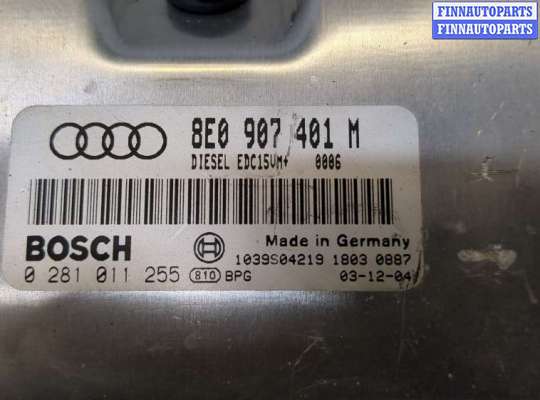 FINNAUTOPARTS
FINNAUTOPARTS
8E0 907 401 M
DIESEL EDC15VM+ 0006
BOSCH
Made in Germany
1039S04219 1803 0887
0 281 011 255 810 BPG 03-12-04